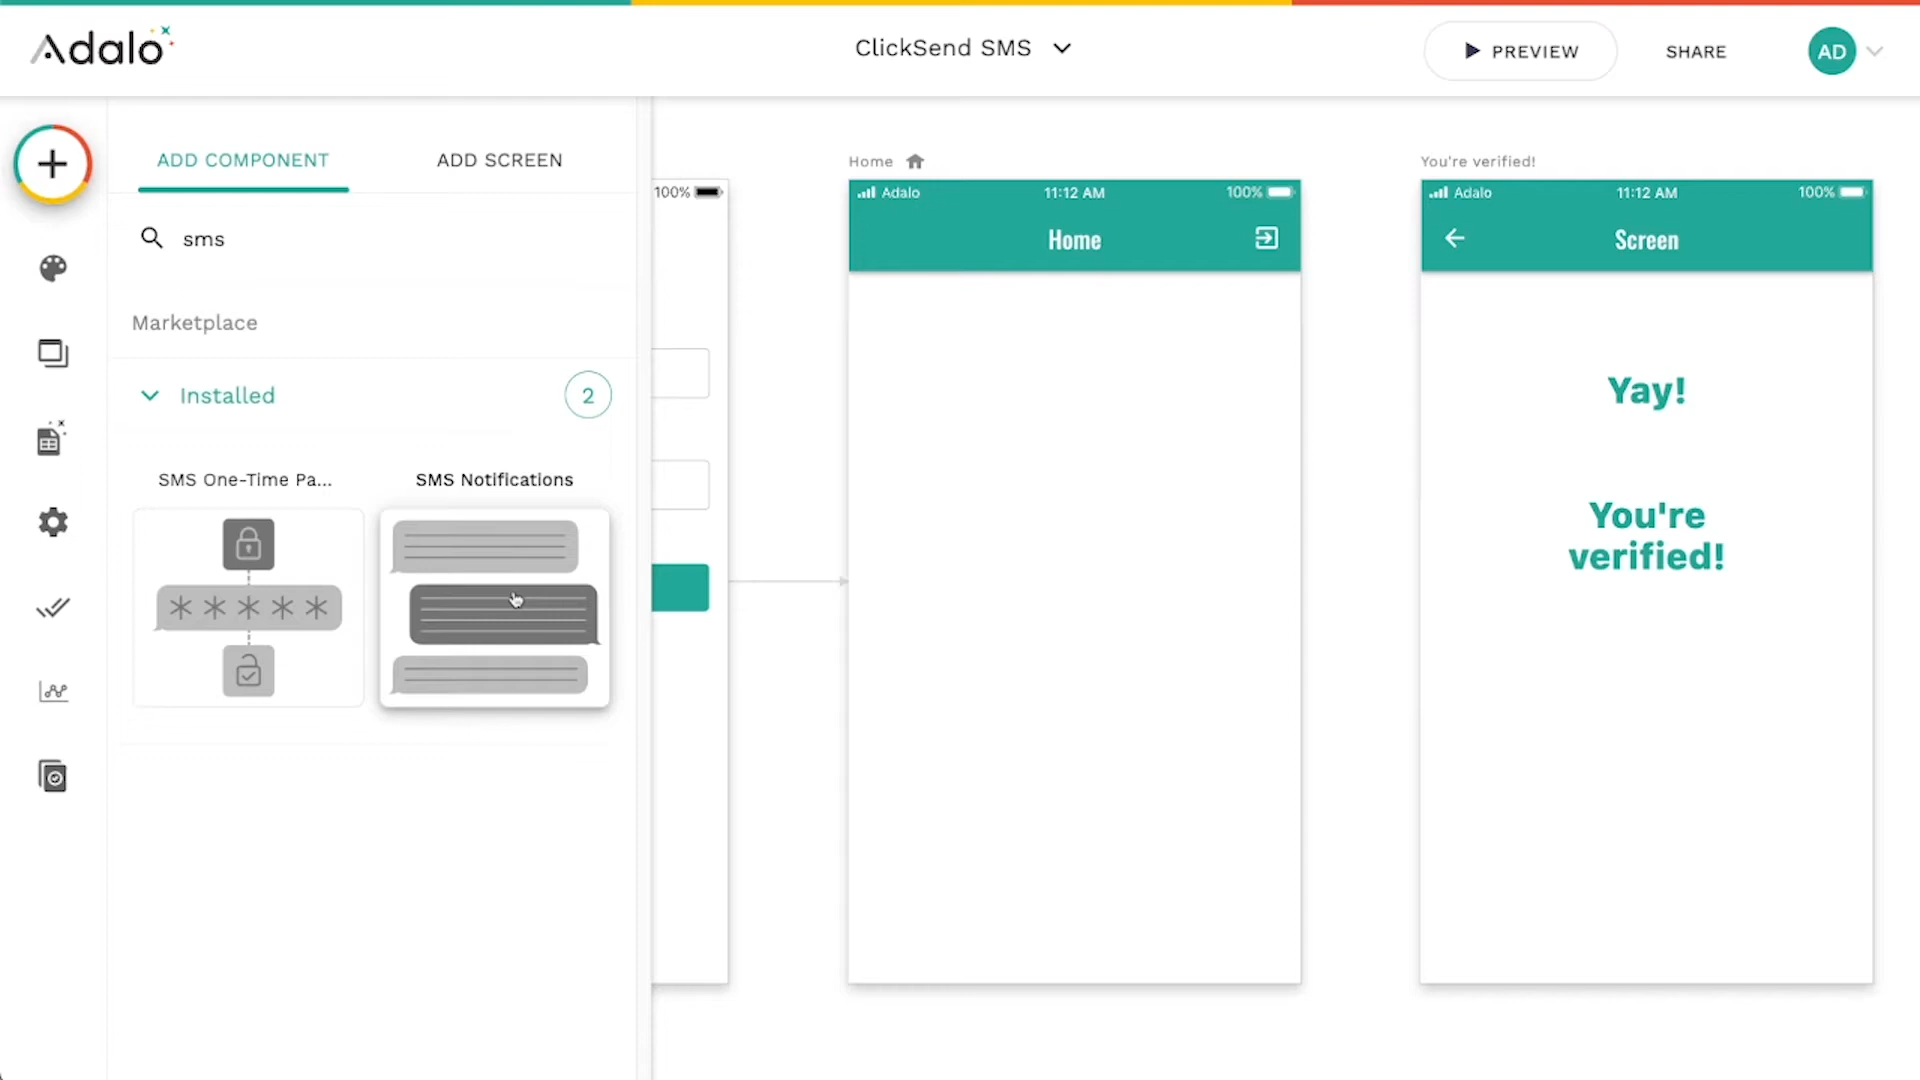 Adalo
ClickSend SMS
PREVIEW
SHARE
AD
ADD COMPONENT
ADD SCREEN
sms
Marketplace
Installed
2
SMS One-Time Pa...
SMS Notifications
* * * * *
100%
Home
Adalo
11:12 AM
100%
Home
You're verified!
Adalo
11:12 AM
100%
Screen
Yay!
You're
verified!